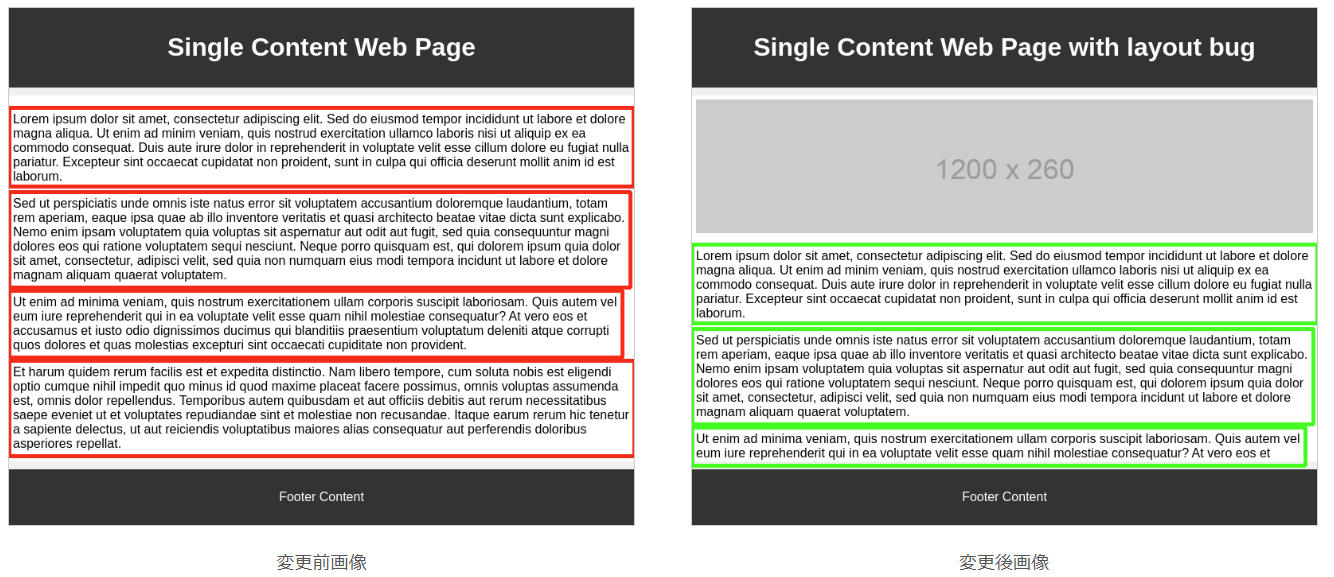 Single Content Web Page
Lorem ipsum dolor sit amet, consectetur adipiscing elit. Sed do eiusmod tempor incididunt ut labore et dolore
magna aliqua. Ut enim ad minim veniam, quis nostrud exercitation ullamco laboris nisi ut aliquip ex ea
commodo consequat. Duis aute irure dolor in reprehenderit in voluptate velit esse cillum dolore eu fugiat nulla
pariatur. Excepteur sint occaecat cupidatat non proident, sunt in culpa qui officia deserunt mollit anim id est
laborum.
Sed ut perspiciatis unde omnis iste natus error sit voluptatem accusantium doloremque laudantium, totam
rem aperiam, eaque ipsa quae ab illo inventore veritatis et quasi architecto beatae vitae dicta sunt explicabo.
Nemo enim ipsam voluptatem quia voluptas sit aspernatur aut odit aut fugit, sed quia consequuntur magni
dolores eos qui ratione voluptatem sequi nesciunt. Neque porro quisquam est, qui dolorem ipsum quia dolor
sit amet, consectetur, adipisci velit, sed quia non numquam eius modi tempora incidunt ut labore et dolore
magnam aliquam quaerat voluptatem.
Ut enim ad minima veniam, quis nostrum exercitationem ullam corporis suscipit laboriosam. Quis autem vel
eum iure reprehenderit qui in ea voluptate velit esse quam nihil molestiae consequatur? At vero eos et
accusamus et iusto odio dignissimos ducimus qui blanditiis praesentium voluptatum deleniti atque corrupti
quos dolores et quas molestias excepturi sint occaecati cupiditate non provident.
Et harum quidem rerum facilis est et expedita distinctio. Nam libero tempore, cum soluta nobis est eligendi
optio cumque nihil impedit quo minus id quod maxime placeat facere possimus, omnis voluptas assumenda
est, omnis dolor repellendus. Temporibus autem quibusdam et aut officiis debitis aut rerum necessitatibus
saepe eveniet ut et voluptates repudiandae sint et molestiae non recusandae. Itaque earum rerum hic tenetur
a sapiente delectus, ut aut reiciendis voluptatibus maiores alias consequatur aut perferendis doloribus
asperiores repellat.
Footer Content
変更前画像
Single Content Web Page with layout bug
1200 x 260
Lorem ipsum dolor sit amet, consectetur adipiscing elit. Sed do eiusmod tempor incididunt ut labore et dolore
magna aliqua. Ut enim ad minim veniam, quis nostrud exercitation ullamco laboris nisi ut aliquip ex ea
commodo consequat. Duis aute irure dolor in reprehenderit in voluptate velit esse cillum dolore eu fugiat nulla
pariatur. Excepteur sint occaecat cupidatat non proident, sunt in culpa qui officia deserunt mollit anim id est
laborum.
Sed ut perspiciatis unde omnis iste natus error sit voluptatem accusantium doloremque laudantium, totam
rem aperiam, eaque ipsa quae ab illo inventore veritatis et quasi architecto beatae vitae dicta sunt explicabo.
Nemo enim ipsam voluptatem quia voluptas sit aspernatur aut odit aut fugit, sed quia consequuntur magni
dolores eos qui ratione voluptatem sequi nesciunt. Neque porro quisquam est, qui dolorem ipsum quia dolor
sit amet, consectetur, adipisci velit, sed quia non numquam eius modi tempora incidunt ut labore et dolore
magnam aliquam quaerat voluptatem.
Ut enim ad minima veniam, quis nostrum exercitationem ullam corporis suscipit laboriosam. Quis autem vel
eum iure reprehenderit qui in ea voluptate velit esse quam nihil molestiae consequatur? At vero eos et
Footer Content
変更後画像